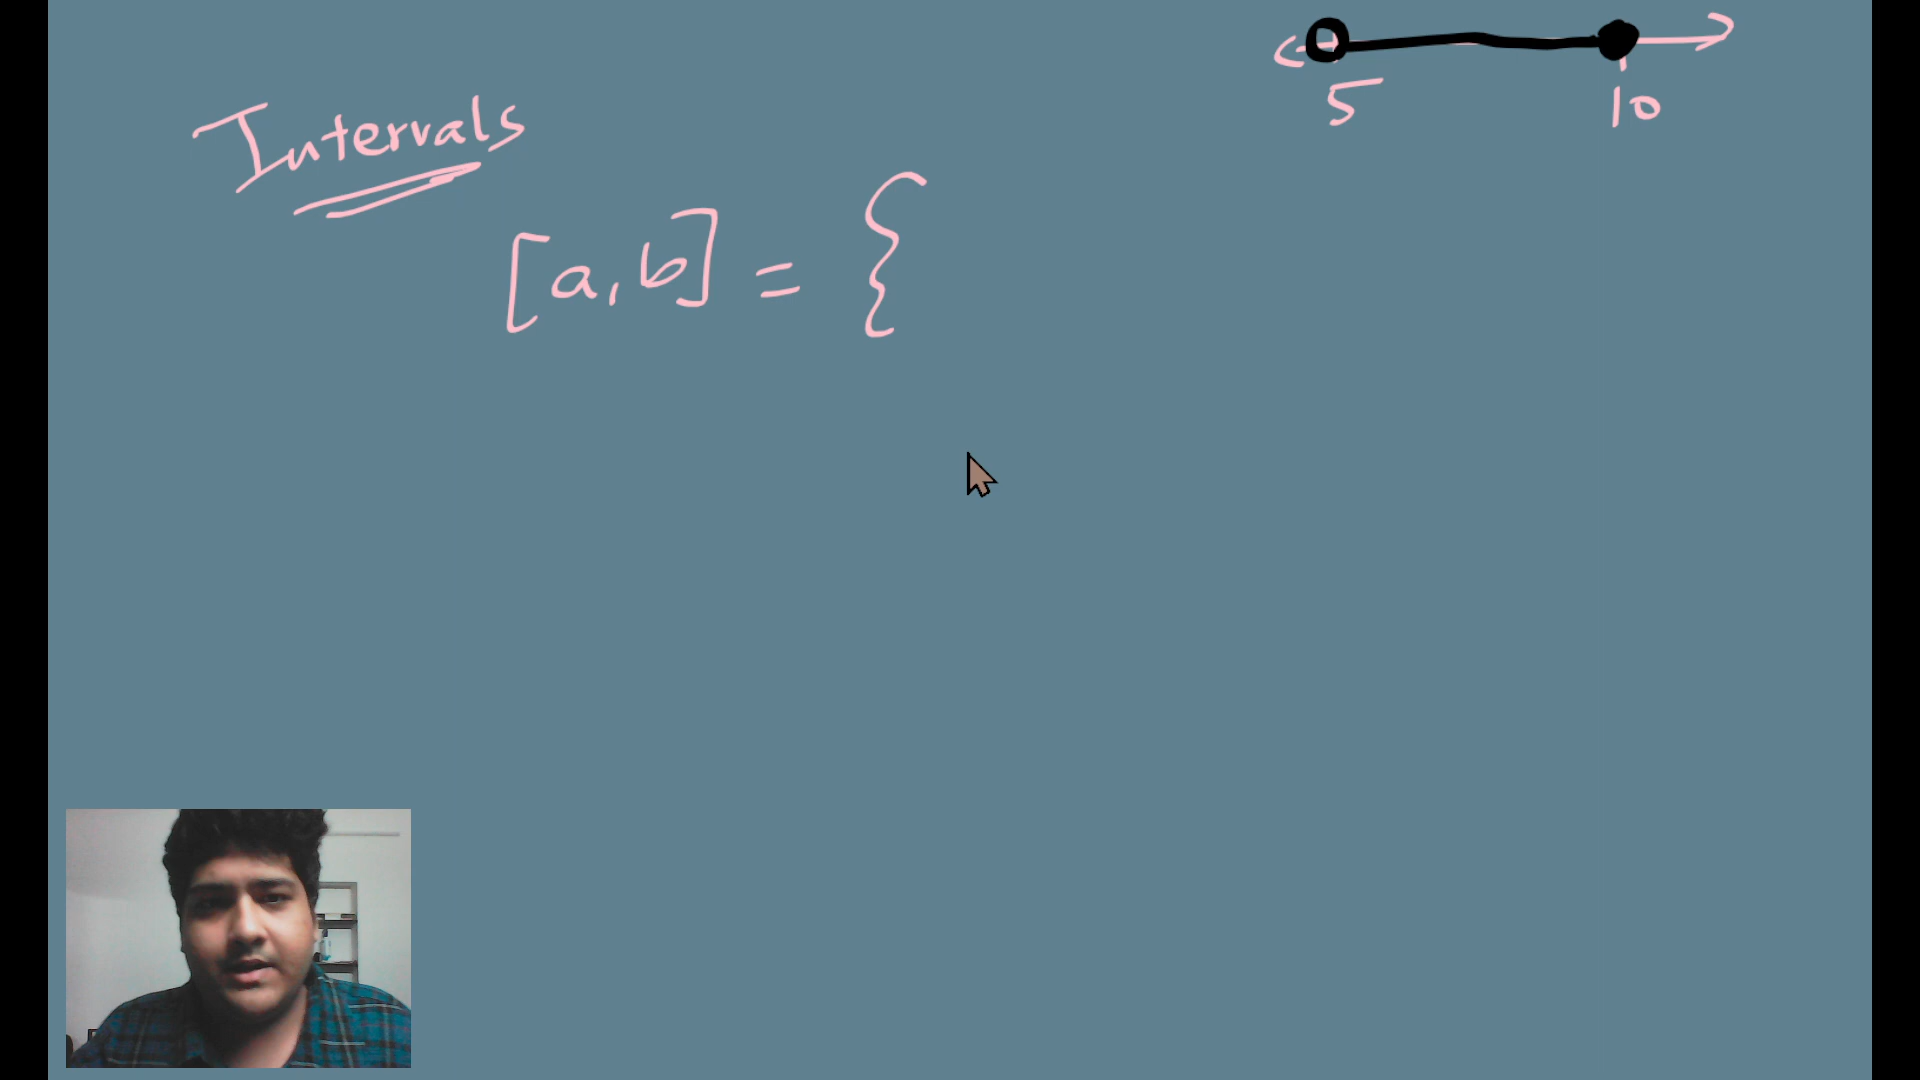 5 10
Intervals
[a,b] = {